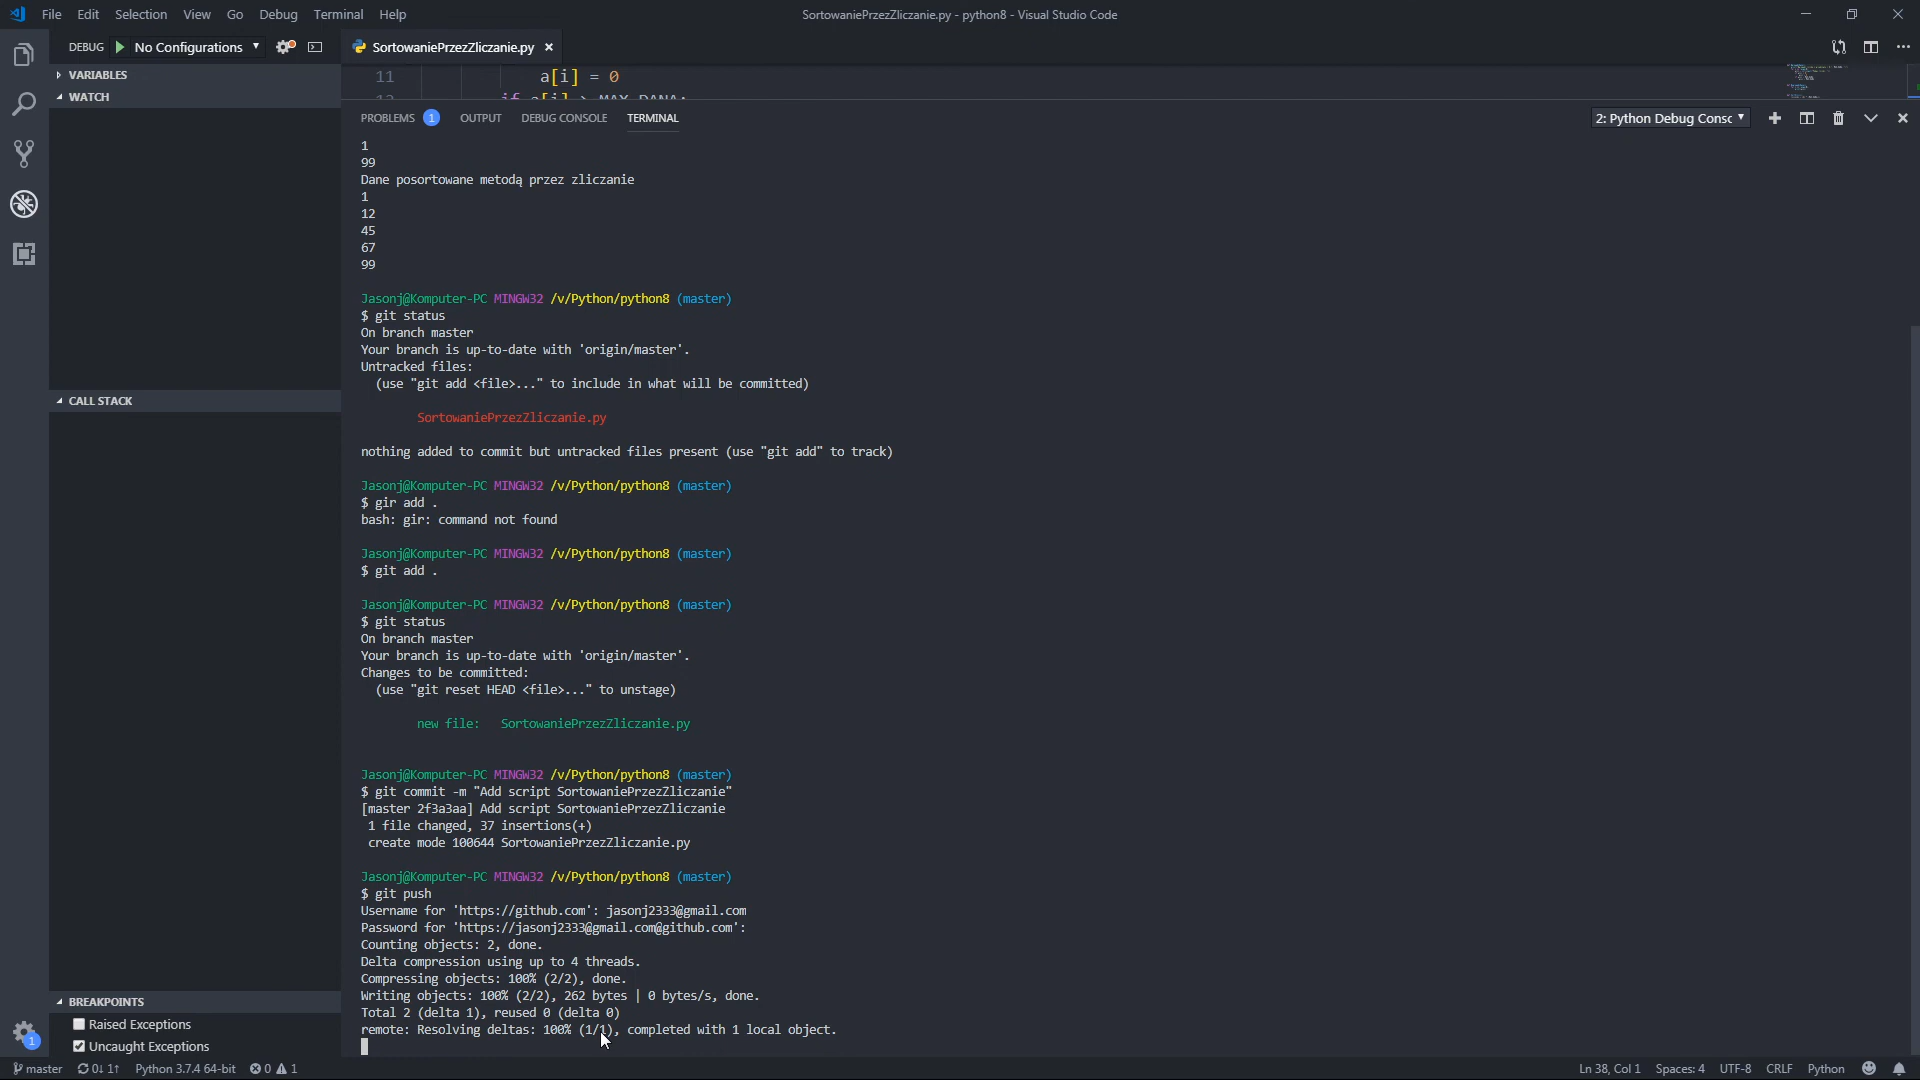 File Edit Selection View Go Debug Terminal Help
SortowaniePrzezZliczanie.py - python8 - Visual Studio Code
DEBUG No Configurations
SortowaniePrzezZliczanie.py
VARIABLES
WATCH
CALL STACK
BREAKPOINTS
Raised Exceptions
Uncaught Exceptions
11 a[i] = 0
12 if a[i] > MAX_DANA:
PROBLEMS 1 OUTPUT DEBUG CONSOLE TERMINAL
2: Python Debug Consc
1
99
Dane posortowane metodą przez zliczanie
1
12
45
67
99
Jasonj@Komputer-PC MINGW32 /v/Python/python8 (master)
$ git status
On branch master
Your branch is up-to-date with 'origin/master'.
Untracked files:
(use "git add <file>..." to include in what will be committed)
SortowaniePrzezZliczanie.py
nothing added to commit but untracked files present (use "git add" to track)
Jasonj@Komputer-PC MINGW32 /v/Python/python8 (master)
$ gir add .
bash: gir: command not found
Jasonj@Komputer-PC MINGW32 /v/Python/python8 (master)
$ git add .
Jasonj@Komputer-PC MINGW32 /v/Python/python8 (master)
$ git status
On branch master
Your branch is up-to-date with 'origin/master'.
Changes to be committed:
(use "git reset HEAD <file>..." to unstage)
new file: SortowaniePrzezZliczanie.py
Jasonj@Komputer-PC MINGW32 /v/Python/python8 (master)
$ git commit -m "Add script SortowaniePrzezZliczanie"
[master 2f3a3aa] Add script SortowaniePrzezZliczanie
1 file changed, 37 insertions(+)
create mode 100644 SortowaniePrzezZliczanie.py
Jasonj@Komputer-PC MINGW32 /v/Python/python8 (master)
$ git push
Username for 'https://github.com': jasonj2333@gmail.com
Password for 'https://jasonj2333@gmail.com@github.com':
Counting objects: 2, done.
Delta compression using up to 4 threads.
Compressing objects: 100% (2/2), done.
Writing objects: 100% (2/2), 262 bytes | 0 bytes/s, done.
Total 2 (delta 1), reused 0 (delta 0)
remote: Resolving deltas: 100% (1/1), completed with 1 local object.
1
master 0↓ 1↑ Python 3.7.4 64-bit 0 1
Ln 38, Col 1 Spaces: 4 UTF-8 CRLF Python